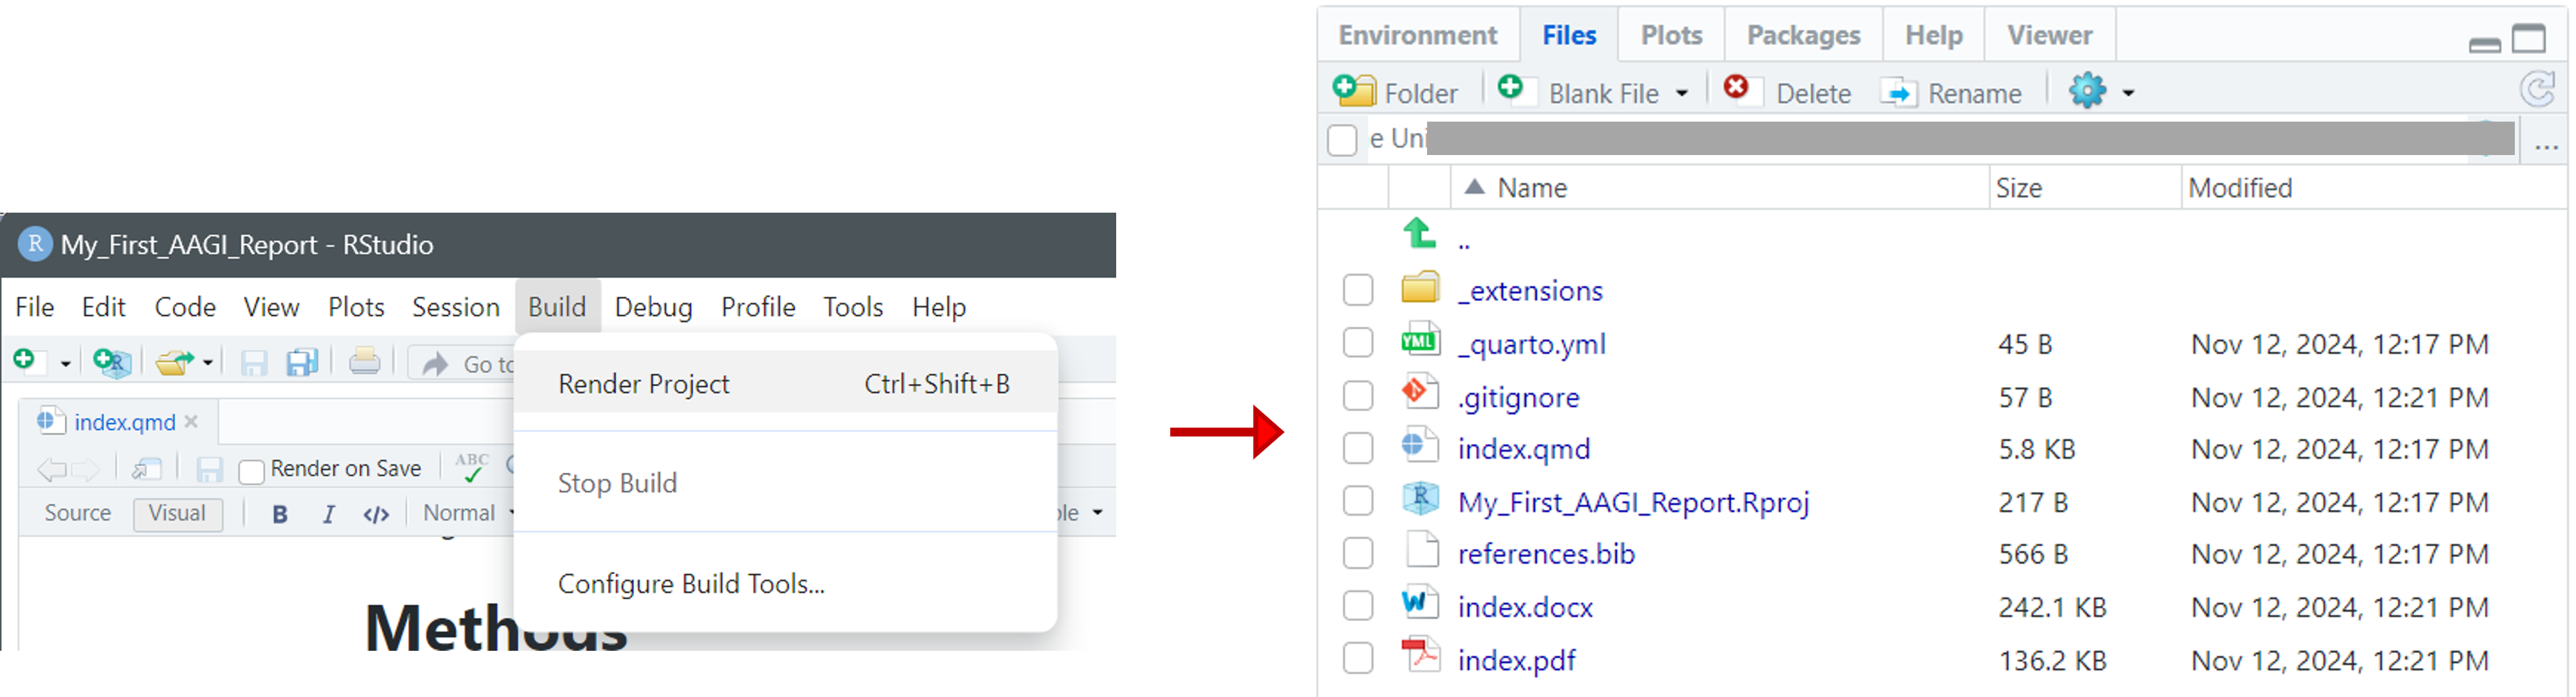 My_First_AAGI_Report - RStudio
File Edit Code View Plots Session Build Debug Profile Tools Help
Go to
Render Project Ctrl+Shift+B
index.qmd
Render on Save ABC
Stop Build
Source Visual B I </> Normal
Configure Build Tools...
Methods
Environment Files Plots Packages Help Viewer
Folder Blank File Delete Rename
e Uni ...
Name Size Modified
..
_extensions
YML _quarto.yml 45 B Nov 12, 2024, 12:17 PM
.gitignore 57 B Nov 12, 2024, 12:21 PM
index.qmd 5.8 KB Nov 12, 2024, 12:17 PM
My_First_AAGI_Report.Rproj 217 B Nov 12, 2024, 12:17 PM
references.bib 566 B Nov 12, 2024, 12:17 PM
index.docx 242.1 KB Nov 12, 2024, 12:21 PM
index.pdf 136.2 KB Nov 12, 2024, 12:21 PM